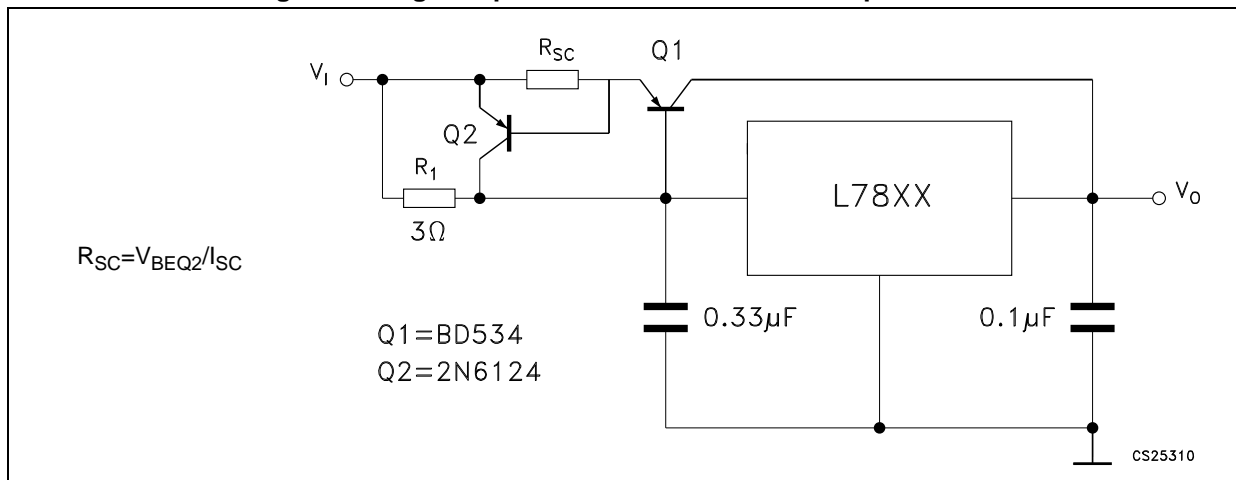 R_SC
Q1
V_I
Q2
R_1
3Ω
L78XX
V_O
R_SC=V_BEQ2/I_SC
0.33µF
0.1µF
Q1=BD534
Q2=2N6124
CS25310